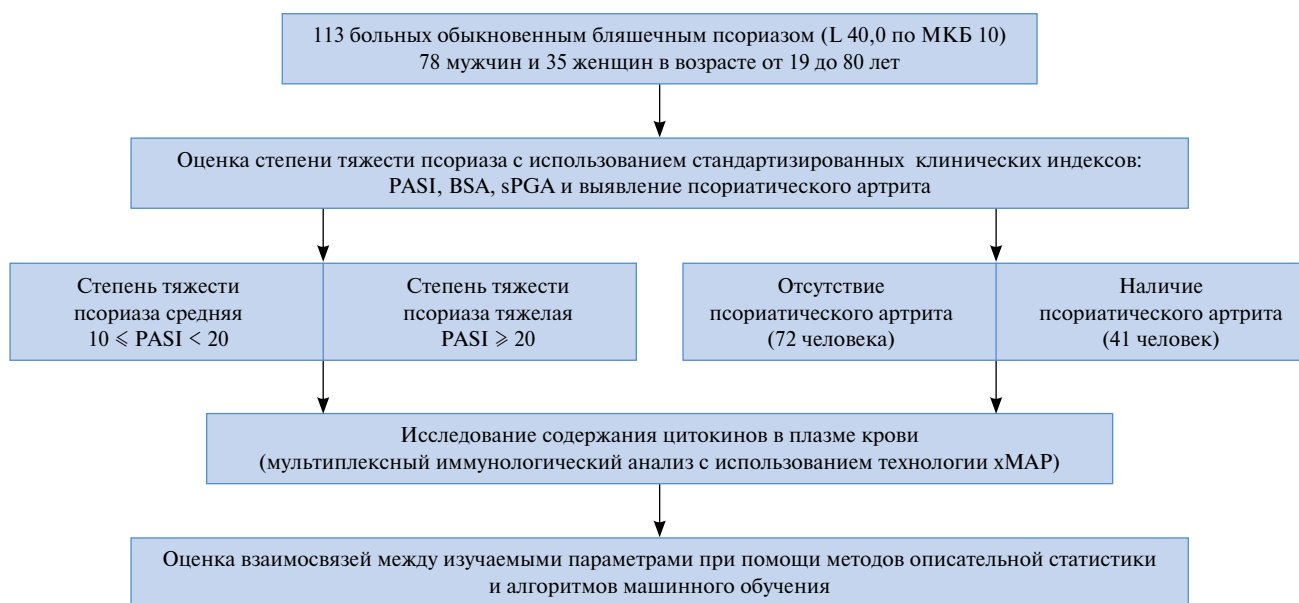 113 больных обыкновенным бляшечным псориазом (L 40,0 по МКБ 10)
78 мужчин и 35 женщин в возрасте от 19 до 80 лет
Оценка степени тяжести псориаза с использованием стандартизированных клинических индексов:
PASI, BSA, sPGA и выявление псориатического артрита
Степень тяжести
псориаза средняя
10 ⩽ PASI < 20
Степень тяжести
псориаза тяжелая
PASI ⩾ 20
Отсутствие
псориатического артрита
(72 человека)
Наличие
псориатического артрита
(41 человек)
Исследование содержания цитокинов в плазме крови
(мультиплексный иммунологический анализ с использованием технологии xMAP)
Оценка взаимосвязей между изучаемыми параметрами при помощи методов описательной статистики
и алгоритмов машинного обучения